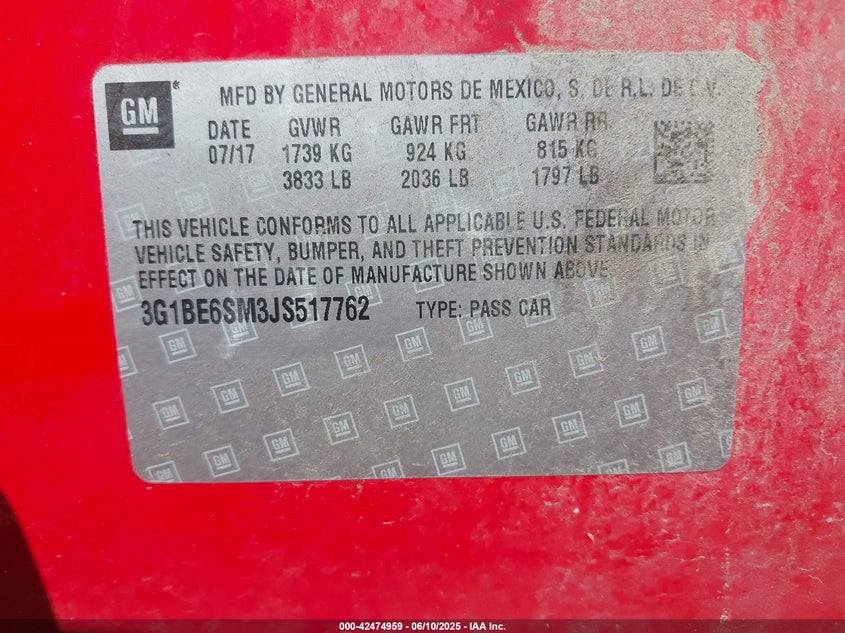 GM
MFD BY GENERAL MOTORS DE MEXICO, S. DE R.L. DE C.V.
DATE GVWR GAWR FRT GAWR RR
07/17 1739 KG 924 KG 815 KG
3833 LB 2036 LB 1797 LB
THIS VEHICLE CONFORMS TO ALL APPLICABLE U.S. FEDERAL MOTOR
VEHICLE SAFETY, BUMPER, AND THEFT PREVENTION STANDARDS IN
EFFECT ON THE DATE OF MANUFACTURE SHOWN ABOVE
3G1BE6SM3JS517762 TYPE: PASS CAR
000-42474959 - 06/10/2025 - IAA Inc.